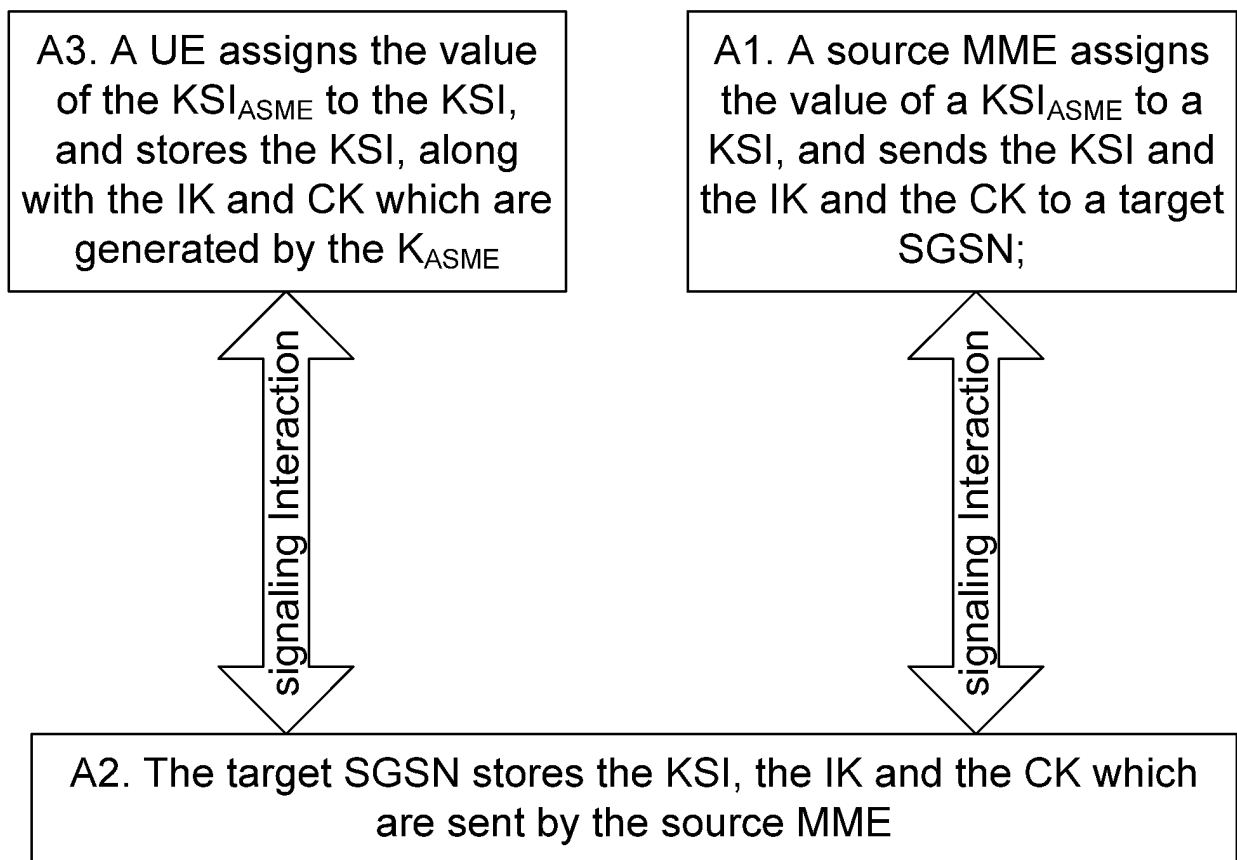 A3. A UE assigns the value
of the KSI_ASME to the KSI,
and stores the KSI, along
with the IK and CK which are
generated by the K_ASME
A1. A source MME assigns
the value of a KSI_ASME to a
KSI, and sends the KSI and
the IK and the CK to a target
SGSN;
signaling Interaction
signaling Interaction
A2. The target SGSN stores the KSI, the IK and the CK which
are sent by the source MME